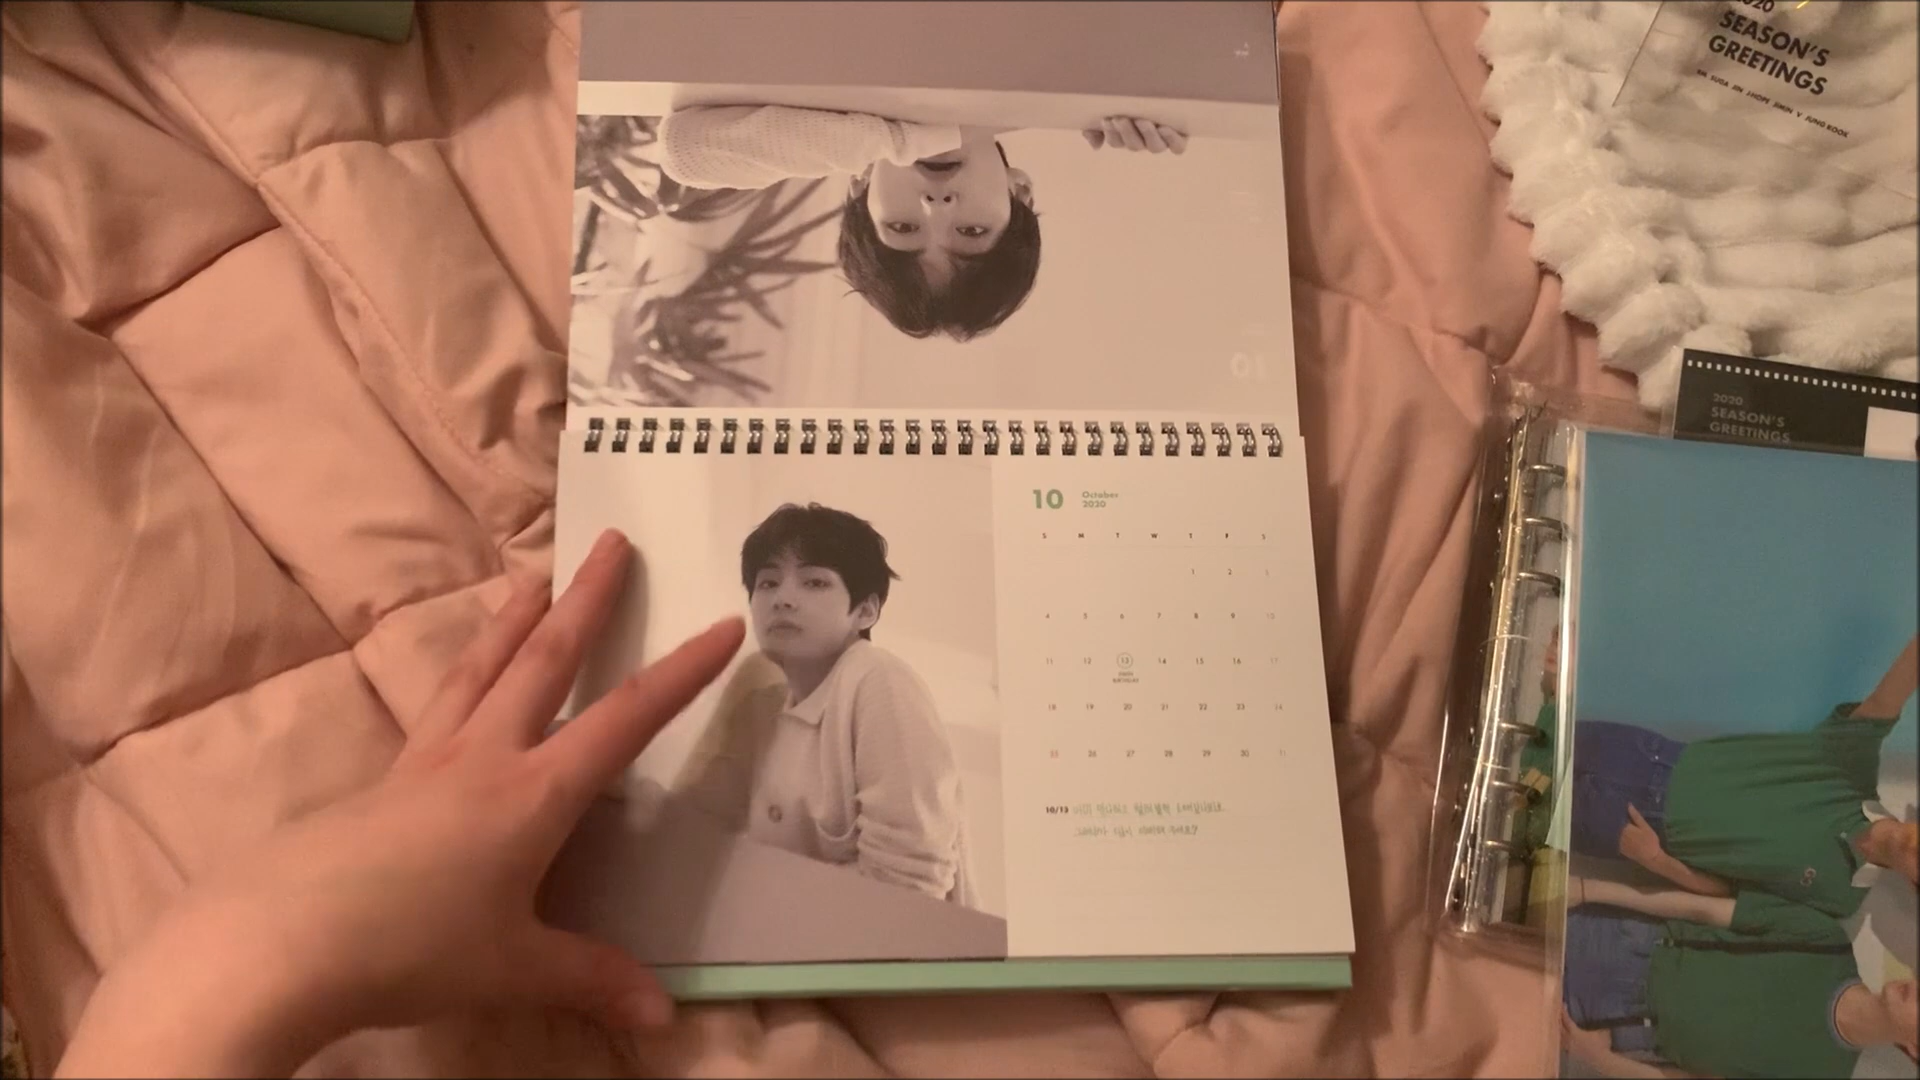 2020
SEASON'S
GREETINGS
RM SUGA JIN J-HOPE JIMIN V JUNG KOOK
10
10 October
2020
S M T W T F S
1 2 3
4 5 6 7 8 9 10
11 12 13 14 15 16 17
JIMIN
BIRTHDAY
18 19 20 21 22 23 24
25 26 27 28 29 30 31
10/13
2020
SEASON'S
GREETINGS